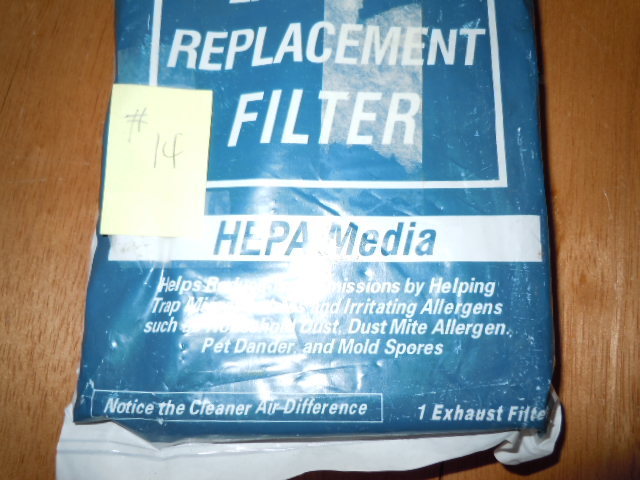 REPLACEMENT
FILTER
# 14
HEPA Media
Helps by Helping
Trap and Irritating Allergens
such Dust, Dust Mite Allergen,
Pet Dander, and Mold Spores
Notice the Cleaner Air Difference
1 Exhaust Filte